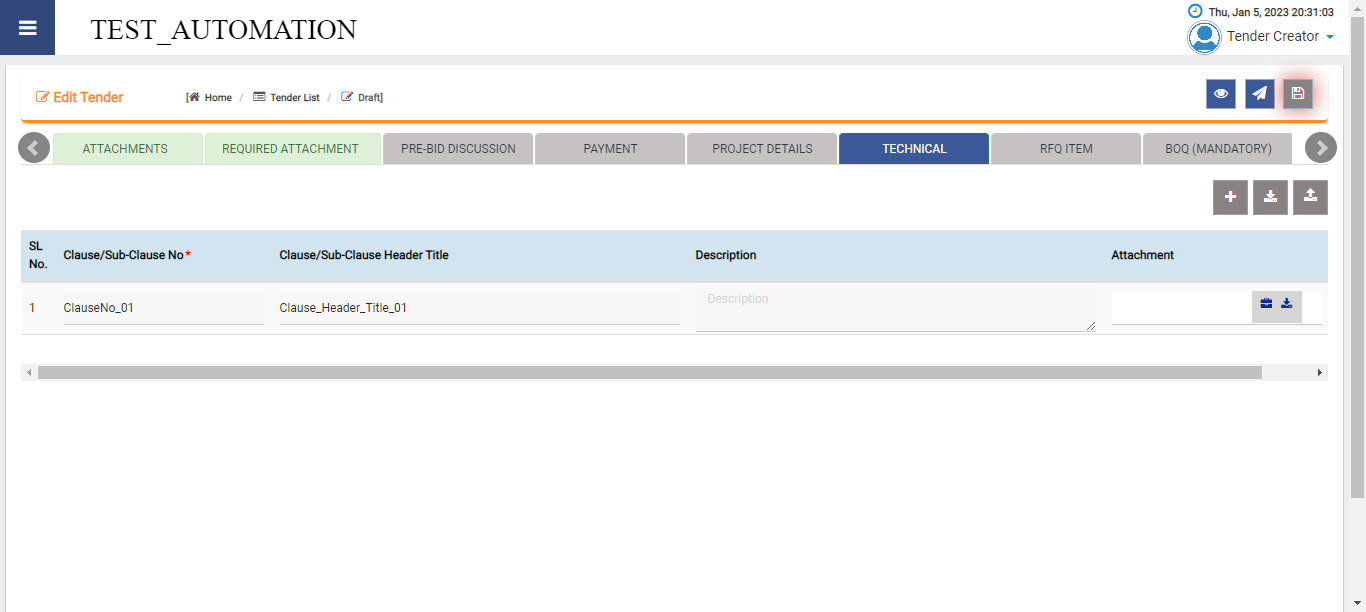 TEST_AUTOMATION
Thu, Jan 5, 2023 20:31:03
Tender Creator
Edit Tender
[ Home / Tender List / Draft]
ATTACHMENTS REQUIRED ATTACHMENT PRE-BID DISCUSSION PAYMENT PROJECT DETAILS TECHNICAL RFQ ITEM BOQ (MANDATORY)
SL No. Clause/Sub-Clause No* Clause/Sub-Clause Header Title Description Attachment
1 ClauseNo_01 Clause_Header_Title_01 Description